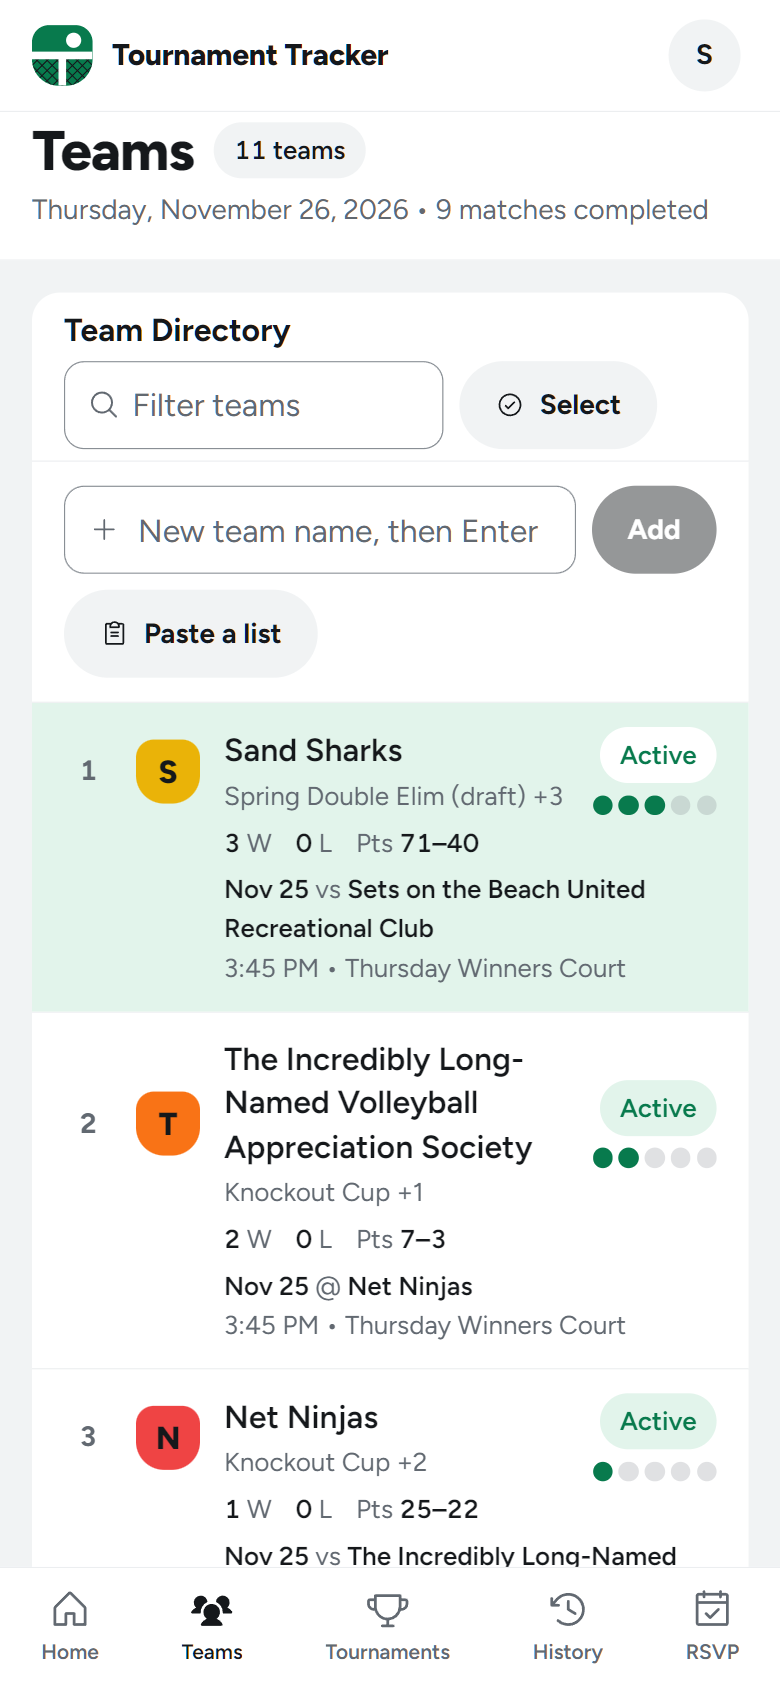 Tournament Tracker
S
Teams
11 teams
Thursday, November 26, 2026 • 9 matches completed
Team Directory
Filter teams
Select
New team name, then Enter
Add
Paste a list
1
S
Sand Sharks
Active
Spring Double Elim (draft) +3
3 W 0 L Pts 71–40
Nov 25 vs Sets on the Beach United
Recreational Club
3:45 PM • Thursday Winners Court
2
T
The Incredibly Long-
Named Volleyball
Appreciation Society
Active
Knockout Cup +1
2 W 0 L Pts 7–3
Nov 25 @ Net Ninjas
3:45 PM • Thursday Winners Court
3
N
Net Ninjas
Active
Knockout Cup +2
1 W 0 L Pts 25–22
Nov 25 vs The Incredibly Long-Named
Home
Teams
Tournaments
History
RSVP